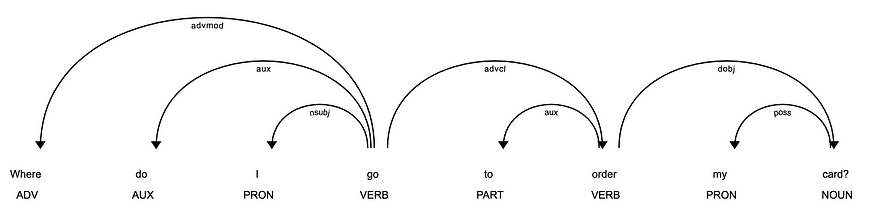 advmod
aux advcl dobj
nsubj aux poss
Where do I go to order my card?
ADV AUX PRON VERB PART VERB PRON NOUN